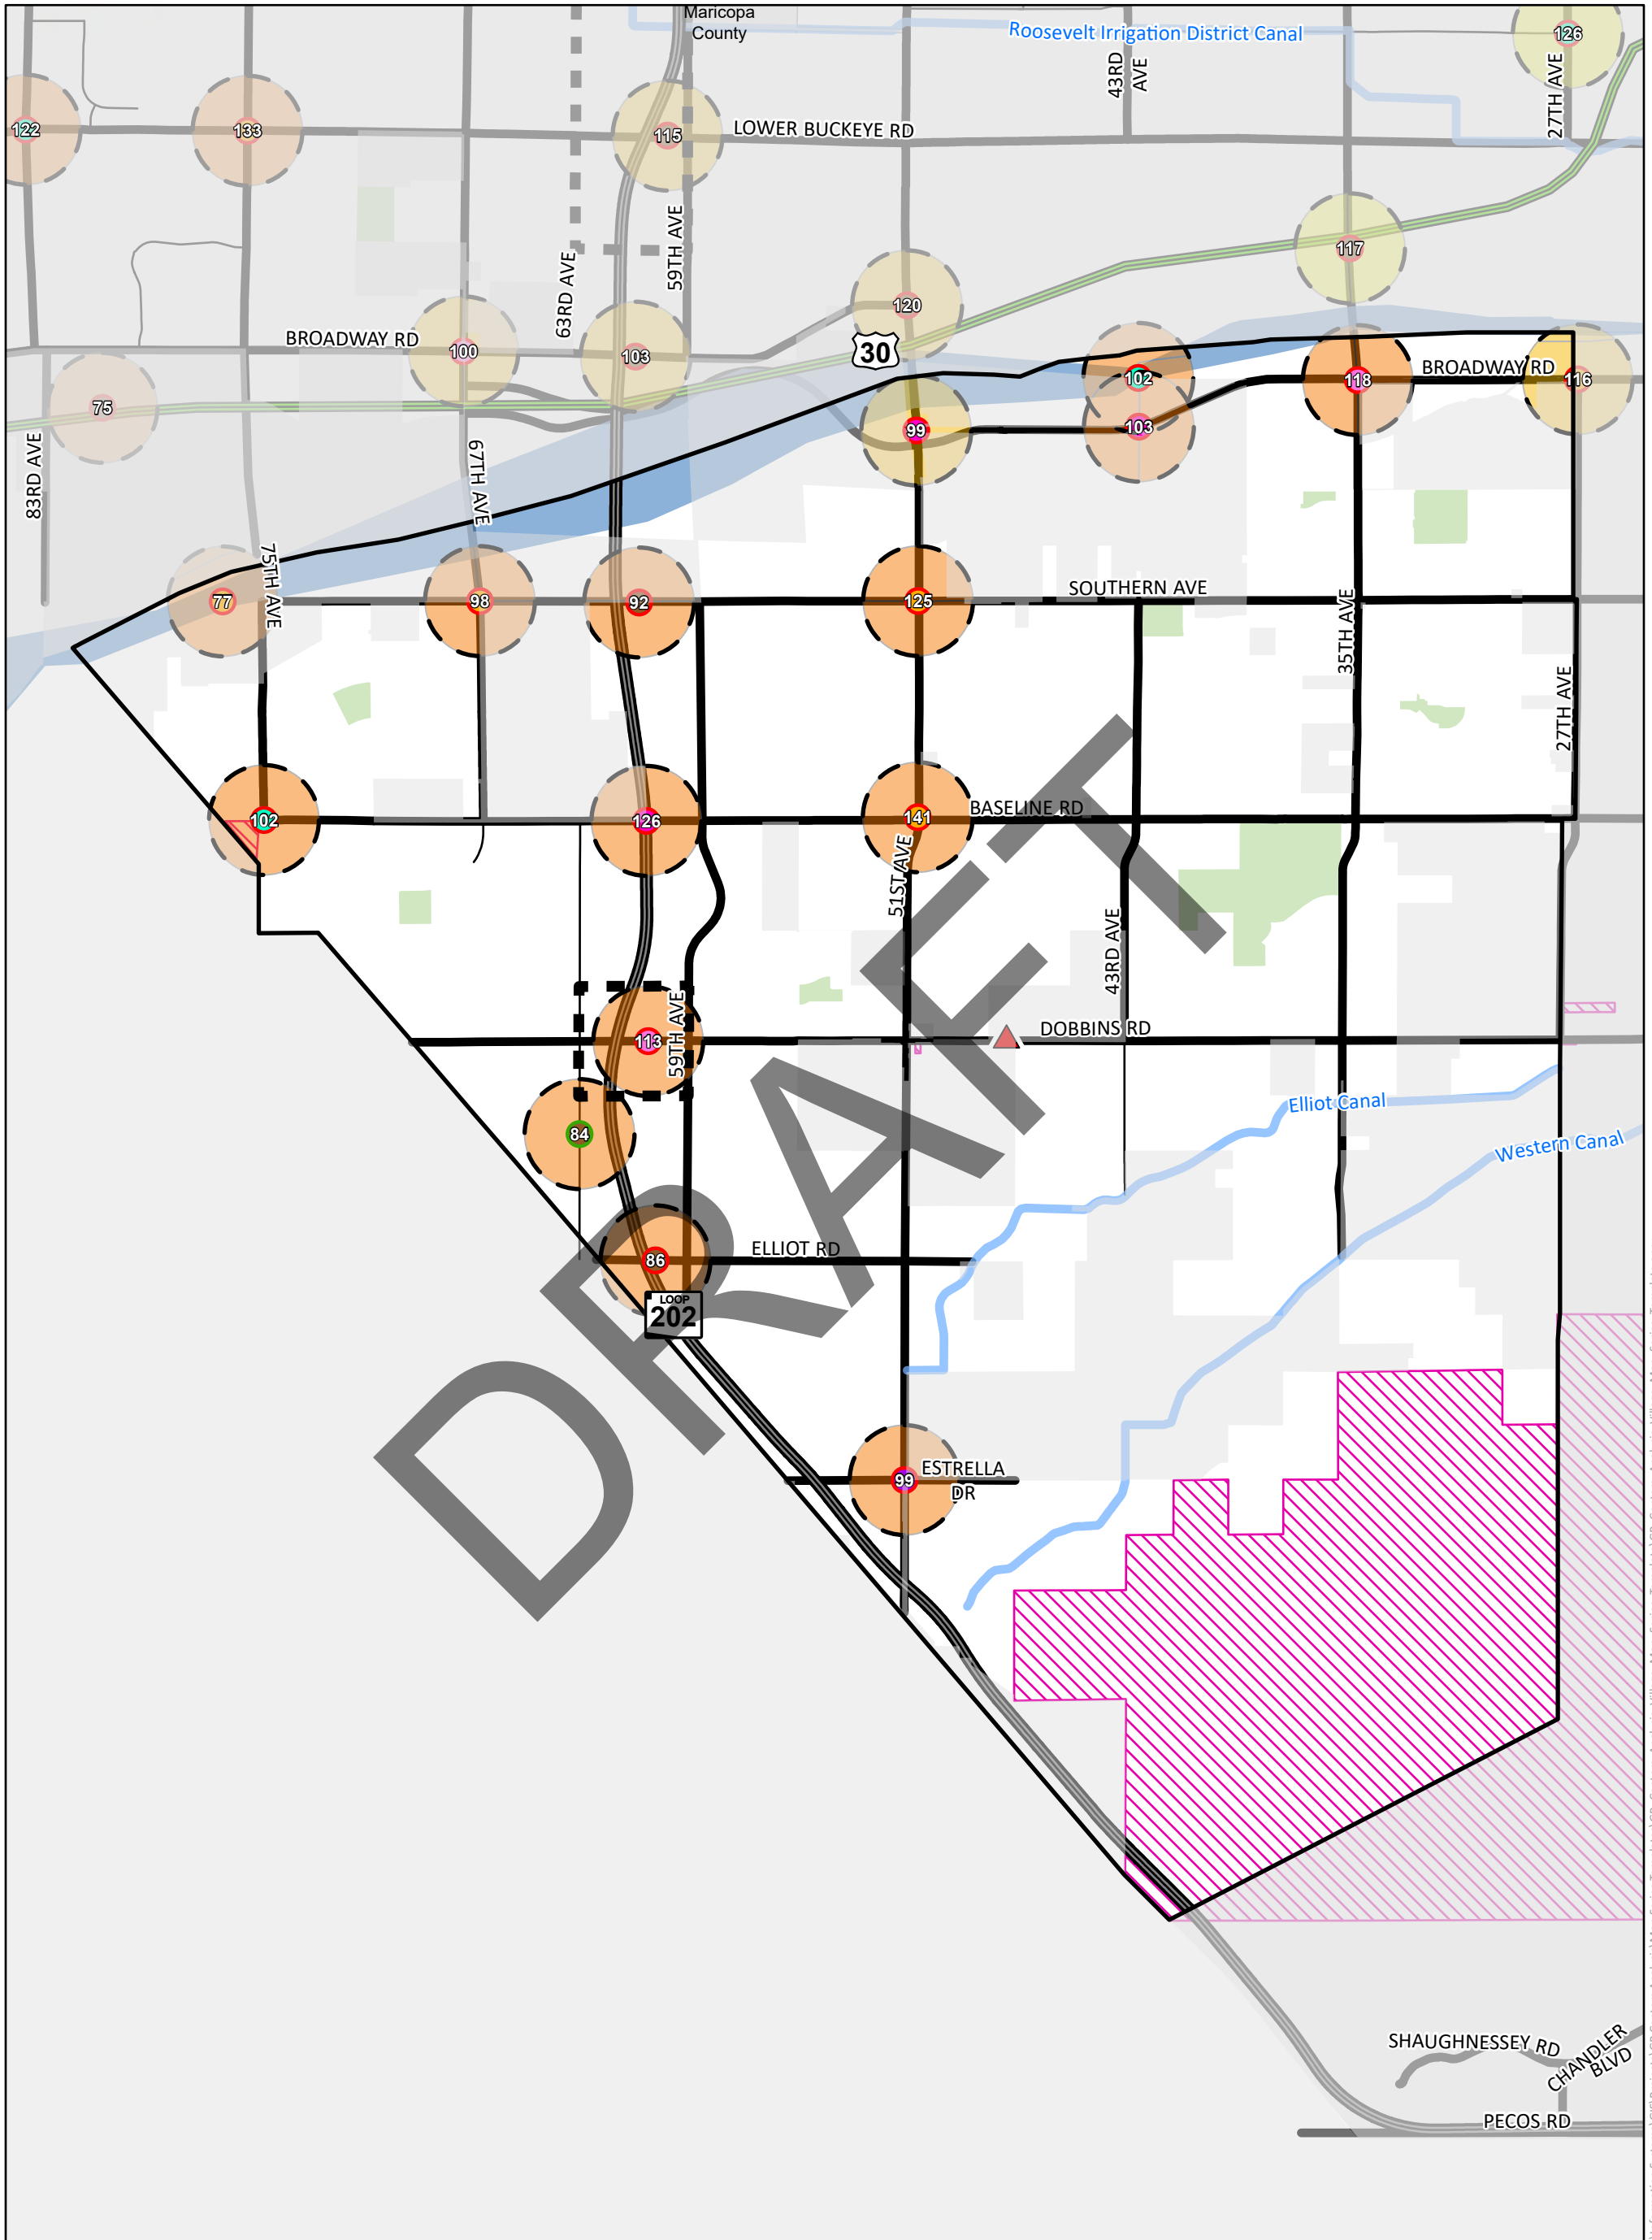 Maricopa
County
Roosevelt Irrigation District Canal
43RD
AVE
27TH AVE
126
122
133
115
LOWER BUCKEYE RD
59TH AVE
63RD AVE
117
120
BROADWAY RD
100
103
30
75
102
118
BROADWAY RD
116
99
103
83RD AVE
67TH AVE
75TH AVE
77
98
92
125
SOUTHERN AVE
35TH AVE
27TH AVE
102
126
141
BASELINE RD
51ST AVE
43RD AVE
59TH AVE
113
DOBBINS RD
84
Elliot Canal
Western Canal
86
ELLIOT RD
LOOP
202
DRAFT
99
ESTRELLA
DR
SHAUGHNESSEY RD
CHANDLER
BLVD
PECOS RD